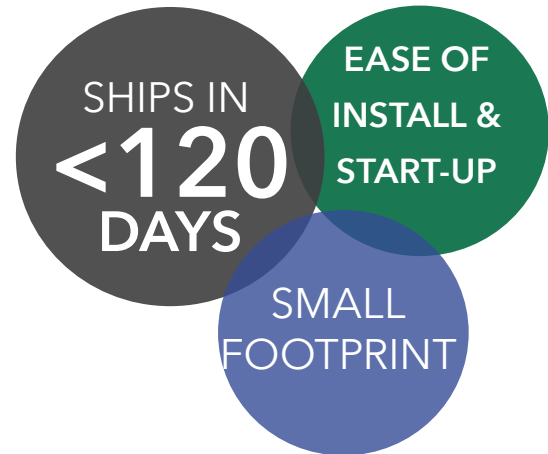 SHIPS IN
<120
DAYS
EASE OF
INSTALL &
START-UP
SMALL
FOOTPRINT